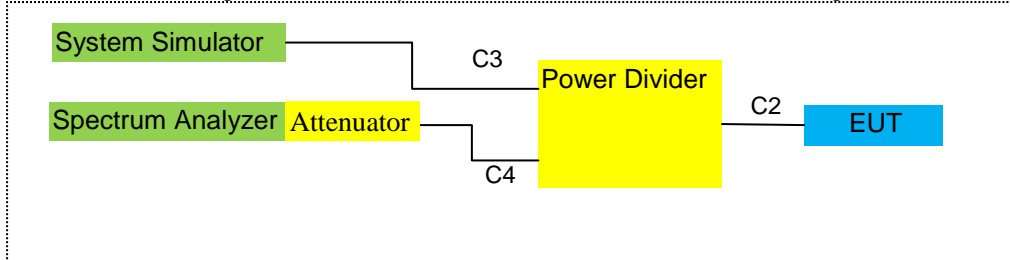 System Simulator
C3
Power Divider
C2
Spectrum Analyzer
Attenuator
EUT
C4